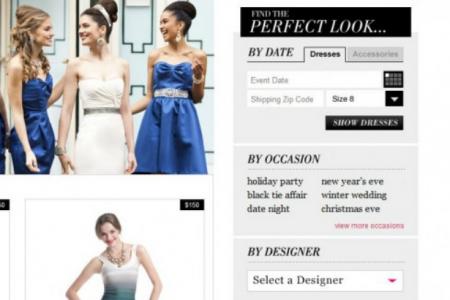 FIND THE
PERFECT LOOK...
BY DATE Dresses Accessories
Event Date
Shipping Zip Code Size 8
SHOW DRESSES
BY OCCASION
holiday party new year's eve
black tie affair winter wedding
date night christmas eve
view more occasions
BY DESIGNER
Select a Designer
$150